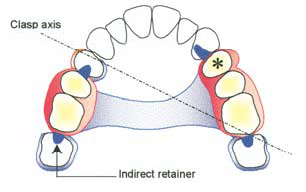 Clasp axis
*
Indirect retainer